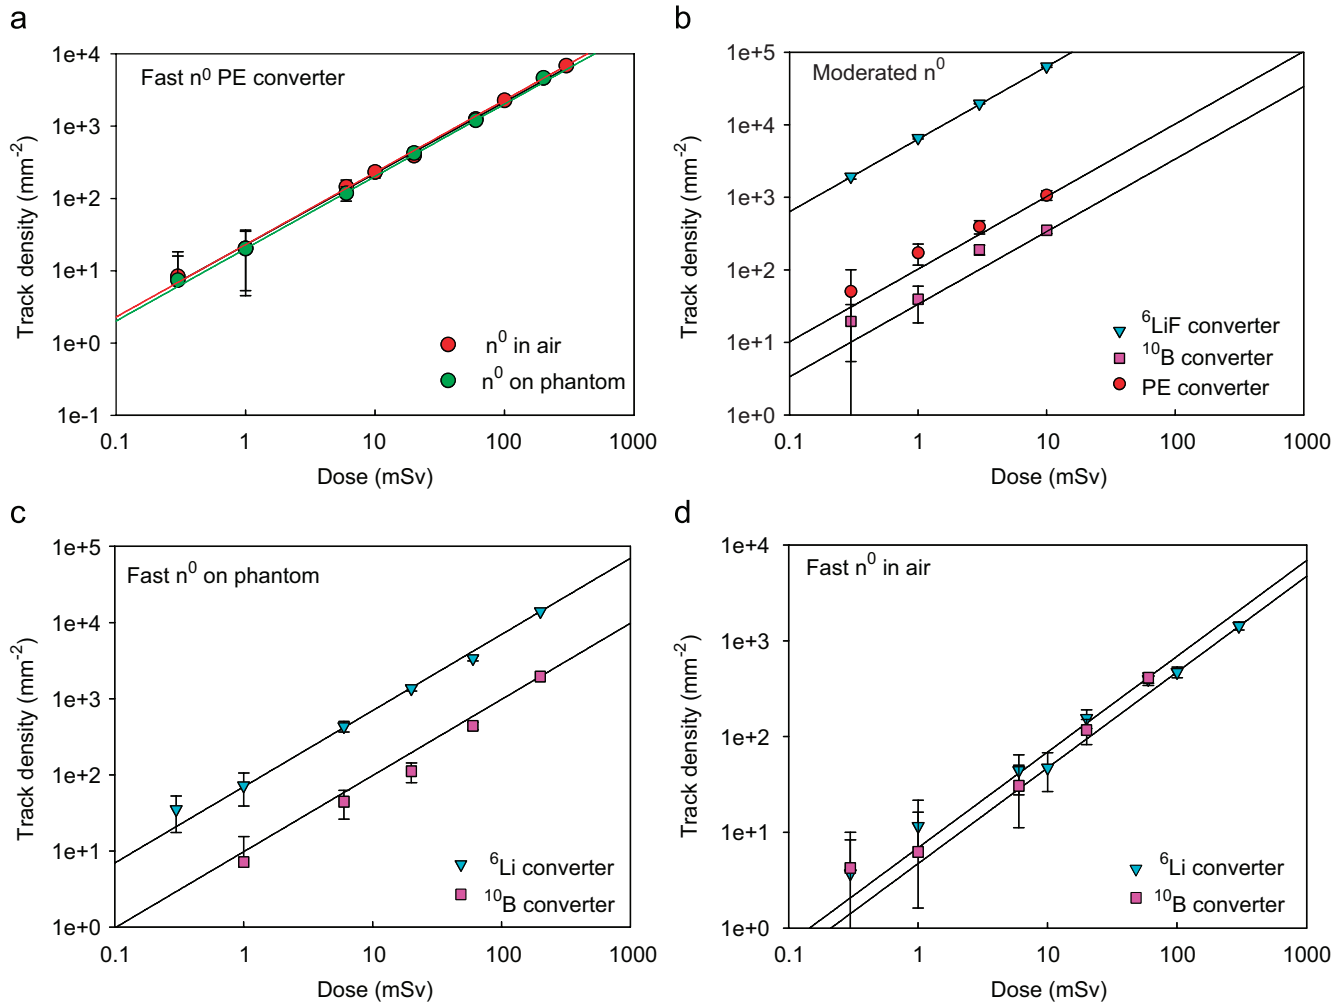 a
Fast n⁰ PE converter
1e+4
1e+3
1e+2
1e+1
1e+0
1e-1
Track density (mm⁻²)
n⁰ in air
n⁰ on phantom
0.1 1 10 100 1000
Dose (mSv)
b
Moderated n⁰
1e+5
1e+4
1e+3
1e+2
1e+1
1e+0
Track density (mm⁻²)
⁶LiF converter
¹⁰B converter
PE converter
0.1 1 10 100 1000
Dose (mSv)
c
Fast n⁰ on phantom
1e+5
1e+4
1e+3
1e+2
1e+1
1e+0
Track density (mm⁻²)
⁶Li converter
¹⁰B converter
0.1 1 10 100 1000
Dose (mSv)
d
Fast n⁰ in air
1e+4
1e+3
1e+2
1e+1
1e+0
Track density (mm⁻²)
⁶Li converter
¹⁰B converter
0.1 1 10 100 1000
Dose (mSv)